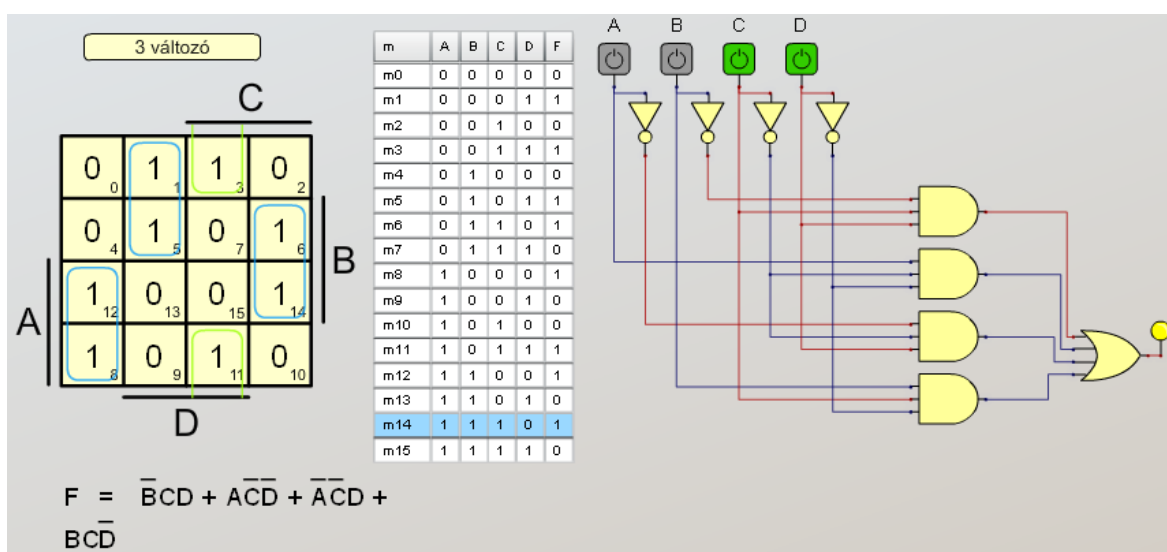 3 változó
C
0 0 1 1 1 3 0 2
0 4 1 5 0 7 1 6
B
A
1 12 0 13 0 15 1 14
1 8 0 9 1 11 0 10
D
m A B C D F
m0 0 0 0 0 0
m1 0 0 0 1 1
m2 0 0 1 0 0
m3 0 0 1 1 1
m4 0 1 0 0 0
m5 0 1 0 1 1
m6 0 1 1 0 1
m7 0 1 1 1 0
m8 1 0 0 0 1
m9 1 0 0 1 0
m10 1 0 1 0 0
m11 1 0 1 1 1
m12 1 1 0 0 1
m13 1 1 0 1 0
m14 1 1 1 0 1
m15 1 1 1 1 0
A B C D
F = B̅CD + AC̅D̅ + A̅C̅D +
BCD̅